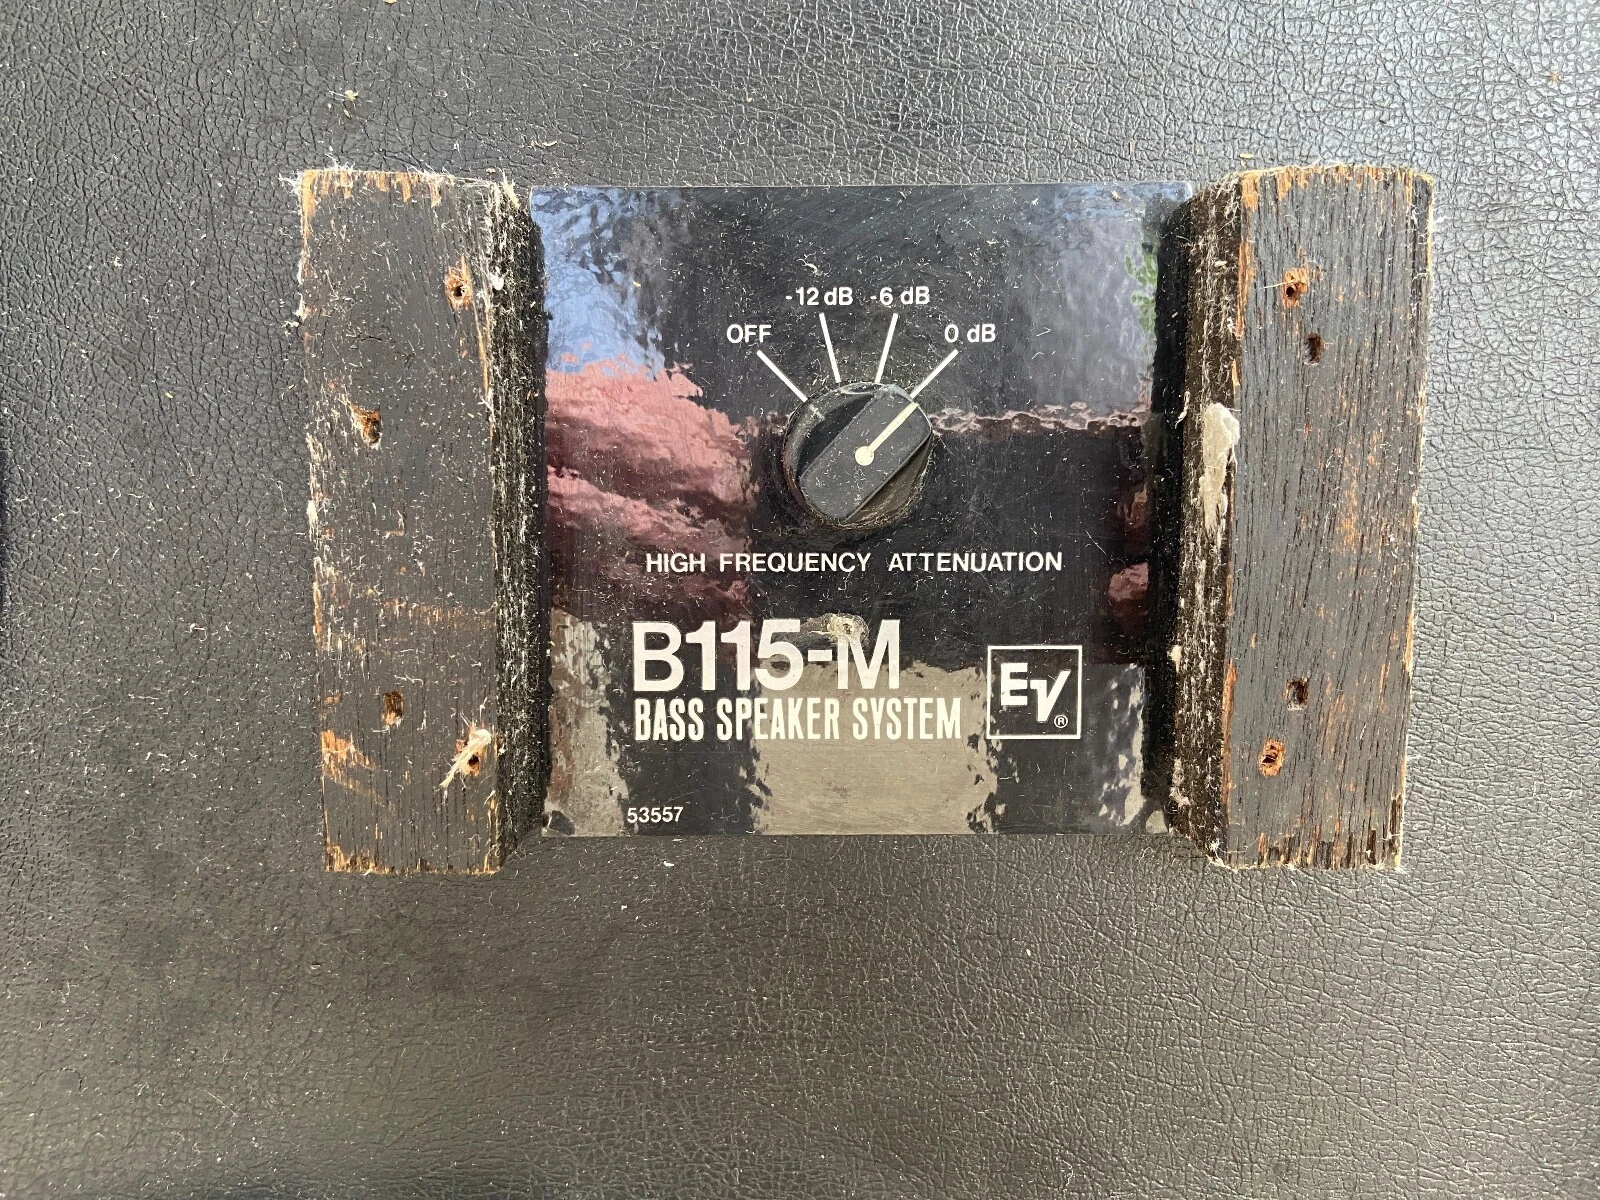 -12 dB -6 dB
OFF 0 dB
HIGH FREQUENCY ATTENUATION
B115-M
BASS SPEAKER SYSTEM
EV®
53557